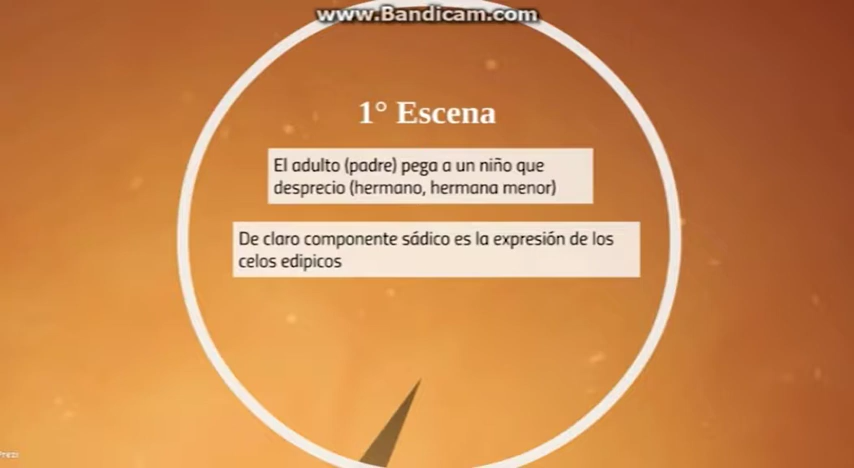 www.Bandicam.com
1° Escena
El adulto (padre) pega a un niño que
desprecio (hermano, hermana menor)
De claro componente sádico es la expresión de los
celos edipicos
Prezi